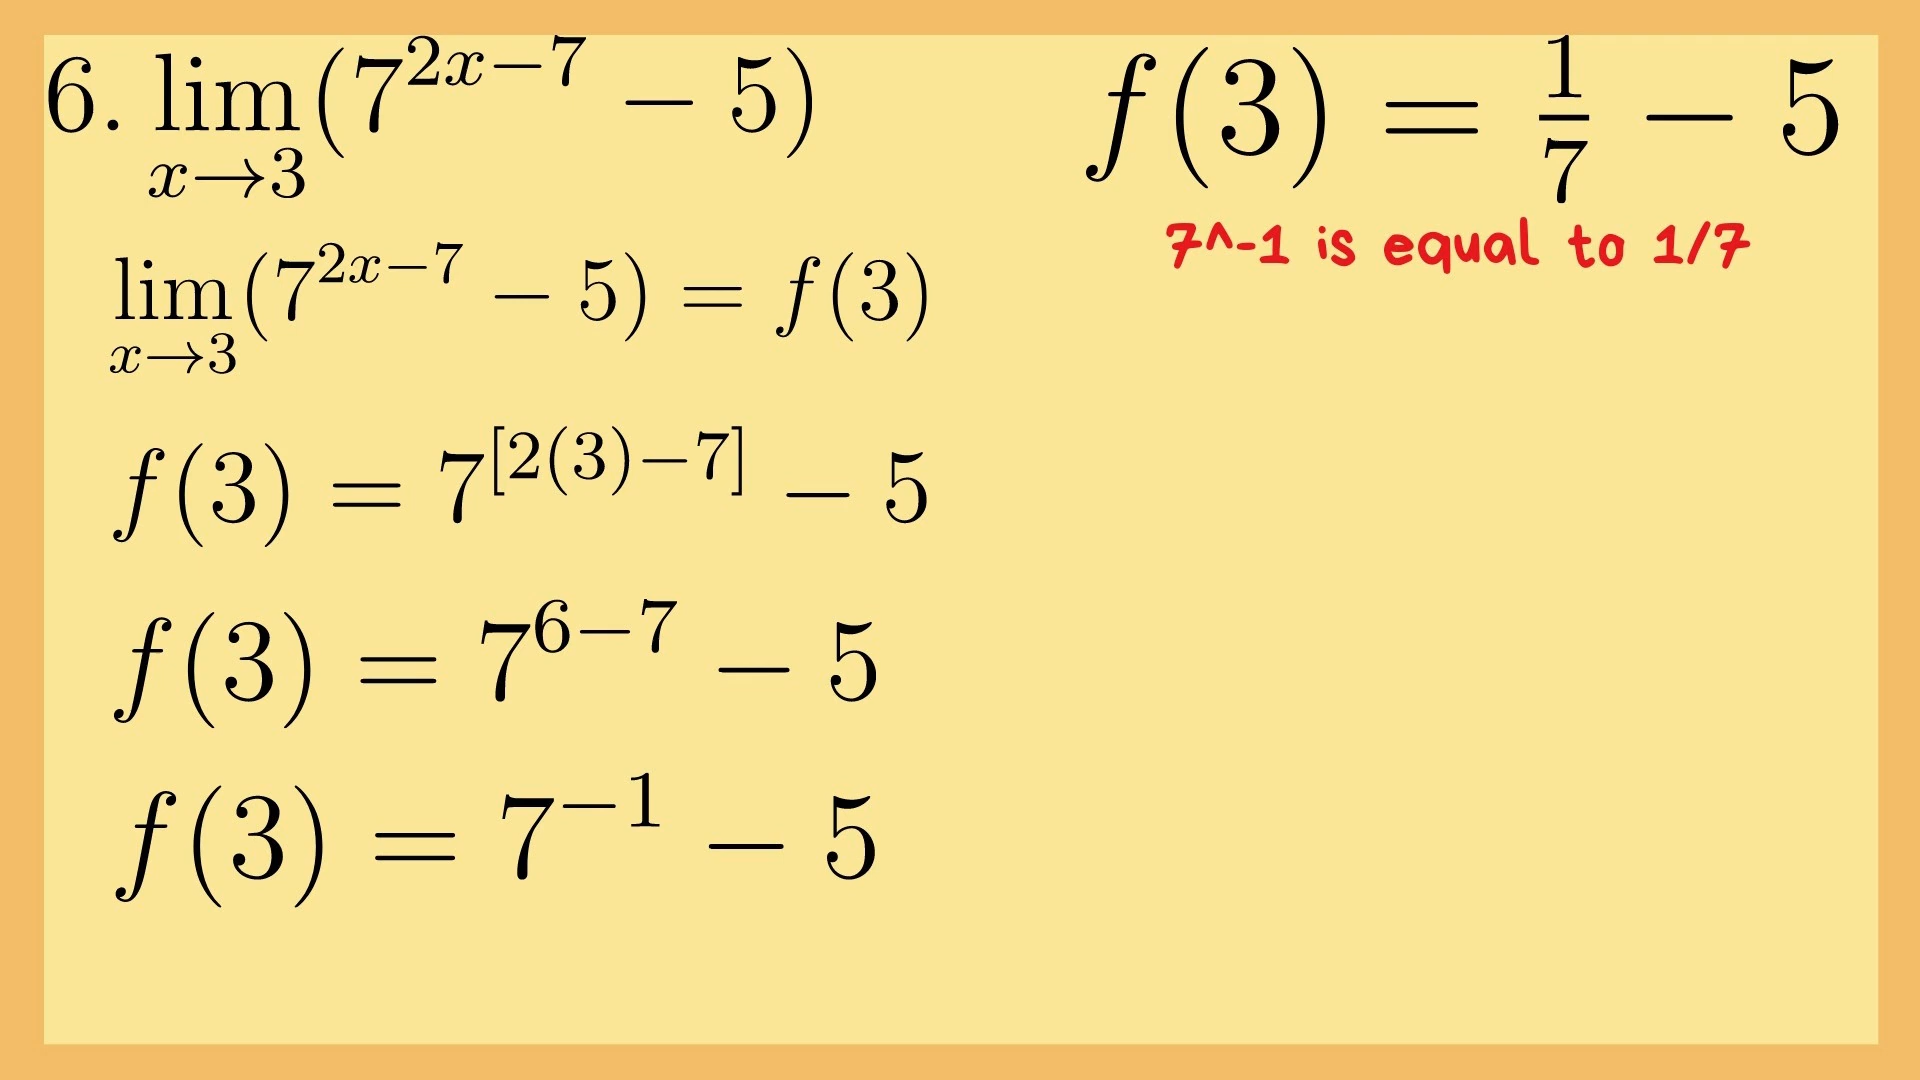 6. lim(7^{2x−7} − 5)
x→3
lim(7^{2x−7} − 5) = f(3)
x→3
f(3) = 7^{[2(3)−7]} − 5
f(3) = 7^{6−7} − 5
f(3) = 7^{−1} − 5
f(3) = 1/7 − 5
7^-1 is equal to 1/7